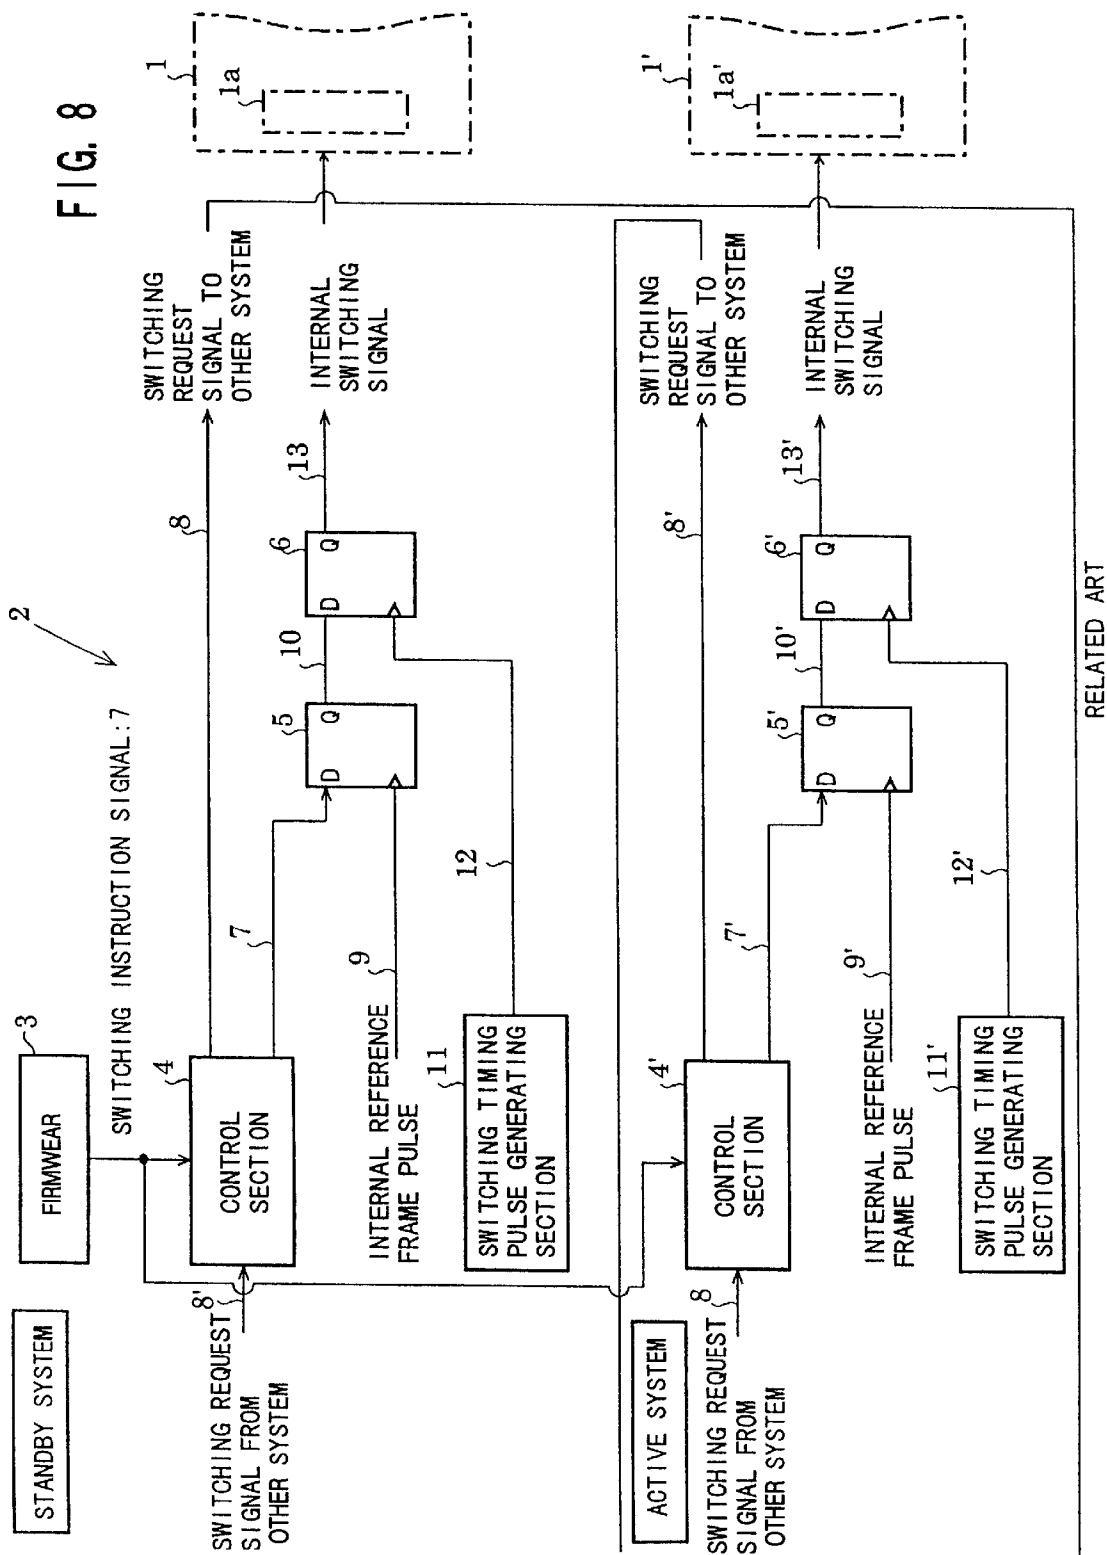 FIG. 8
STANDBY SYSTEM
FIRMWEAR
3
SWITCHING INSTRUCTION SIGNAL:7
2
SWITCHING REQUEST
SIGNAL FROM
OTHER SYSTEM
8'
CONTROL
SECTION
4
8
7
SWITCHING
REQUEST
SIGNAL TO
OTHER SYSTEM
1
1a
INTERNAL REFERENCE
FRAME PULSE
9
D
Q
5
10
D
Q
6
13
INTERNAL
SWITCHING
SIGNAL
SWITCHING TIMING
PULSE GENERATING
SECTION
11
12
ACTIVE SYSTEM
SWITCHING REQUEST
SIGNAL FROM
OTHER SYSTEM
8
CONTROL
SECTION
4'
8'
7'
SWITCHING
REQUEST
SIGNAL TO
OTHER SYSTEM
1'
1a'
INTERNAL REFERENCE
FRAME PULSE
9'
D
Q
5'
10'
D
Q
6'
13'
INTERNAL
SWITCHING
SIGNAL
SWITCHING TIMING
PULSE GENERATING
SECTION
11'
12'
RELATED ART